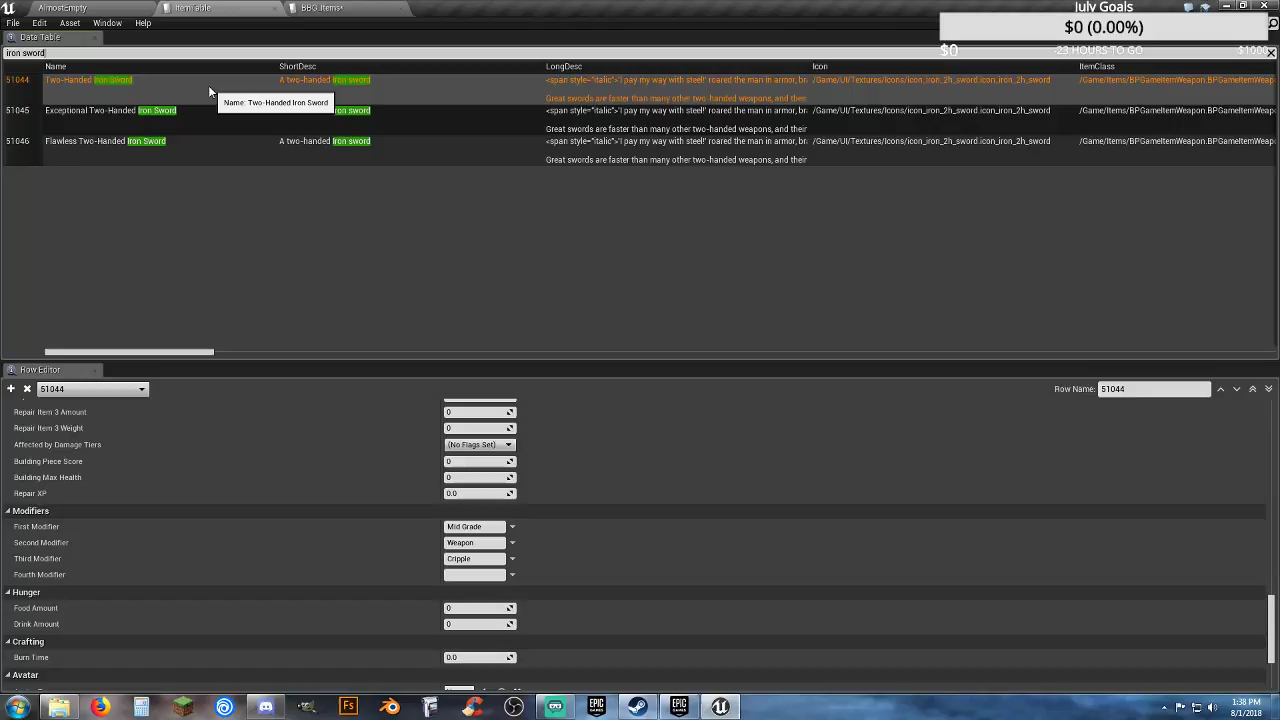 AlmostEmpty ItemTable BBQ Items* July Goals
File Edit Asset Window Help $0 (0.00%)
Data Table
iron sword $0 -23 HOURS TO GO $1000
Name ShortDesc LongDesc Icon ItemClass
51044 Two-Handed Iron Sword A two-handed Iron sword <span style="italic">'I pay my way with steel!' roared the man in armor, br /Game/UI/Textures/Icons/icon_iron_2h_sword.icon_iron_2h_sword /Game/Items/BPGameItemWeapon.BPGameItemWeap
Great swords are faster than many other two-handed weapons, and their
Name: Two-Handed Iron Sword
51045 Exceptional Two-Handed Iron Sword Iron sword <span style="italic">'I pay my way with steel!' roared the man in armor, br /Game/UI/Textures/Icons/icon_iron_2h_sword.icon_iron_2h_sword /Game/Items/BPGameItemWeapon.BPGameItemWeap
Great swords are faster than many other two-handed weapons, and their
51046 Flawless Two-Handed Iron Sword A two-handed Iron sword <span style="italic">'I pay my way with steel!' roared the man in armor, br /Game/UI/Textures/Icons/icon_iron_2h_sword.icon_iron_2h_sword /Game/Items/BPGameItemWeapon.BPGameItemWeap
Great swords are faster than many other two-handed weapons, and their
Row Editor
51044 Row Name: 51044
Repair Item 3 Amount 0
Repair Item 3 Weight 0
Affected by Damage Tiers (No Flags Set)
Building Piece Score 0
Building Max Health 0
Repair XP 0.0
Modifiers
First Modifier Mid Grade
Second Modifier Weapon
Third Modifier Cripple
Fourth Modifier
Hunger
Food Amount 0
Drink Amount 0
Crafting
Burn Time 0.0
Avatar
Fs EPIC GAMES EPIC GAMES 1:38 PM
8/1/2018